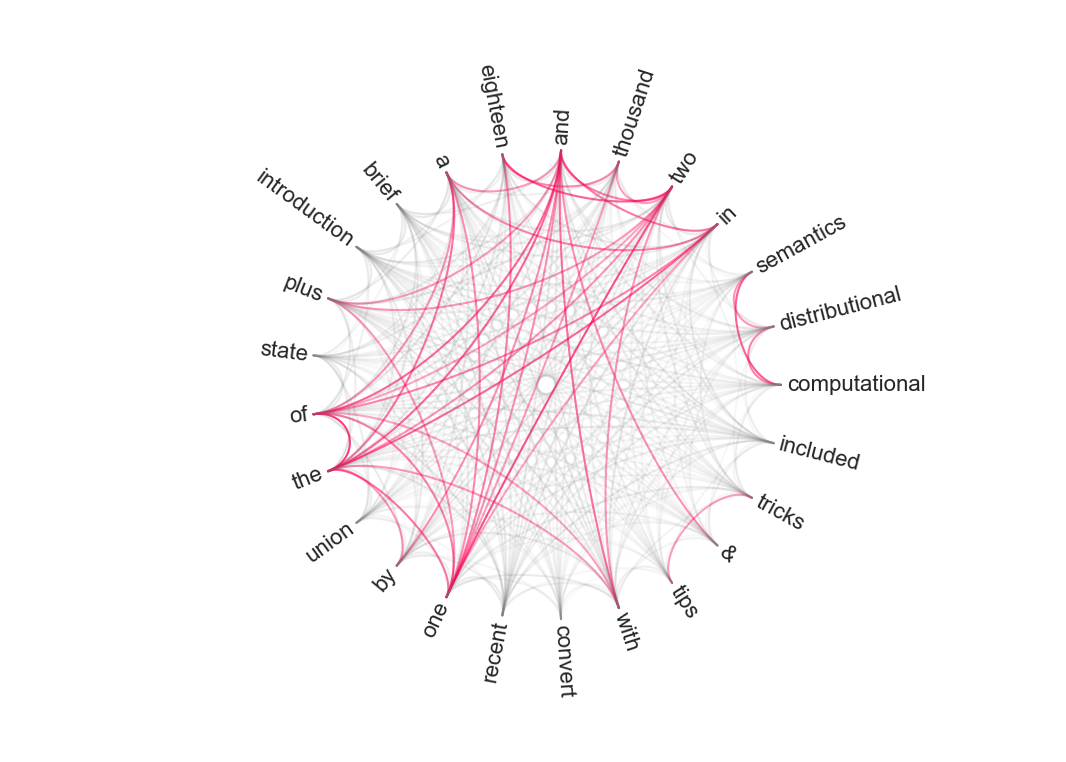 eighteen
and
thousand
two
in
semantics
distributional
computational
included
tricks
&
tips
with
convert
recent
one
by
union
the
of
state
plus
introduction
brief
a